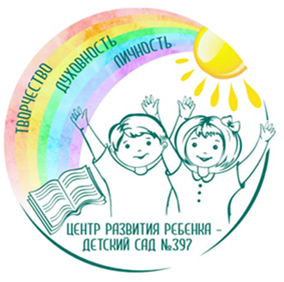 ТВОРЧЕСТВО
ДУХОВНОСТЬ
ЛИЧНОСТЬ
ЦЕНТР РАЗВИТИЯ РЕБЕНКА -
ДЕТСКИЙ САД №397